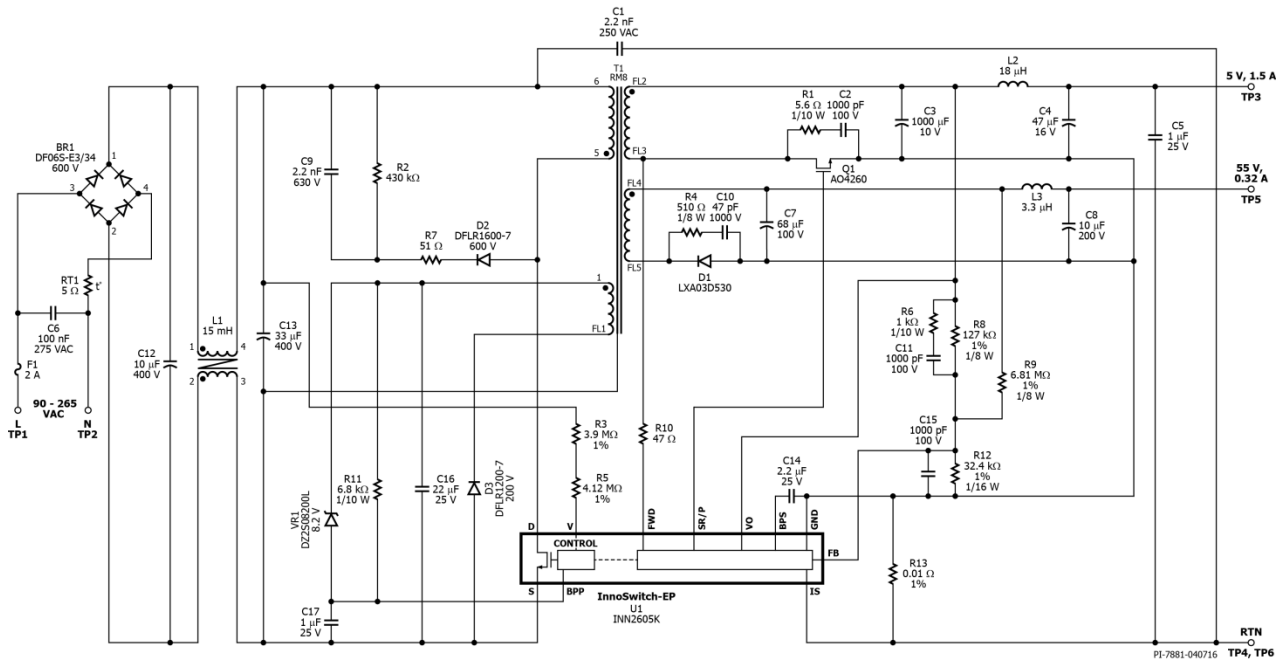 C1
2.2 nF
250 VAC
T1
RM8
6
5
FL2
FL3
L2
18 μH
5 V, 1.5 A
TP3
R1
5.6 Ω
1/10 W
C2
1000 pF
100 V
C3
1000 μF
10 V
C4
47 μF
16 V
C5
1 μF
25 V
Q1
AO4260
BR1
DF06S-E3/34
600 V
1
3
4
2
C9
2.2 nF
630 V
R2
430 kΩ
R7
51 Ω
D2
DFLR1600-7
600 V
FL4
FL5
R4
510 Ω
1/8 W
C10
47 pF
1000 V
C7
68 μF
100 V
D1
LXA03D530
L3
3.3 μH
C8
10 μF
200 V
55 V,
0.32 A
TP5
RT1
5 Ω
t°
C6
100 nF
275 VAC
F1
2 A
90 - 265
VAC
L
TP1
N
TP2
C12
10 μF
400 V
L1
15 mH
1
4
2
3
C13
33 μF
400 V
1
FL1
R6
1 kΩ
1/10 W
C11
1000 pF
100 V
R8
127 kΩ
1%
1/8 W
R9
6.81 MΩ
1%
1/8 W
R3
3.9 MΩ
1%
R5
4.12 MΩ
1%
R10
47 Ω
C15
1000 pF
100 V
R12
32.4 kΩ
1%
1/16 W
C14
2.2 μF
25 V
VR1
DZ2S08200L
8.2 V
R11
6.8 kΩ
1/10 W
C16
22 μF
25 V
D3
DFLR1200-7
200 V
D
V
FWD
SR/P
VO
BPS
GND
CONTROL
FB
S
BPP
IS
InnoSwitch-EP
U1
INN2605K
R13
0.01 Ω
1%
C17
1 μF
25 V
RTN
TP4, TP6
PI-7881-040716